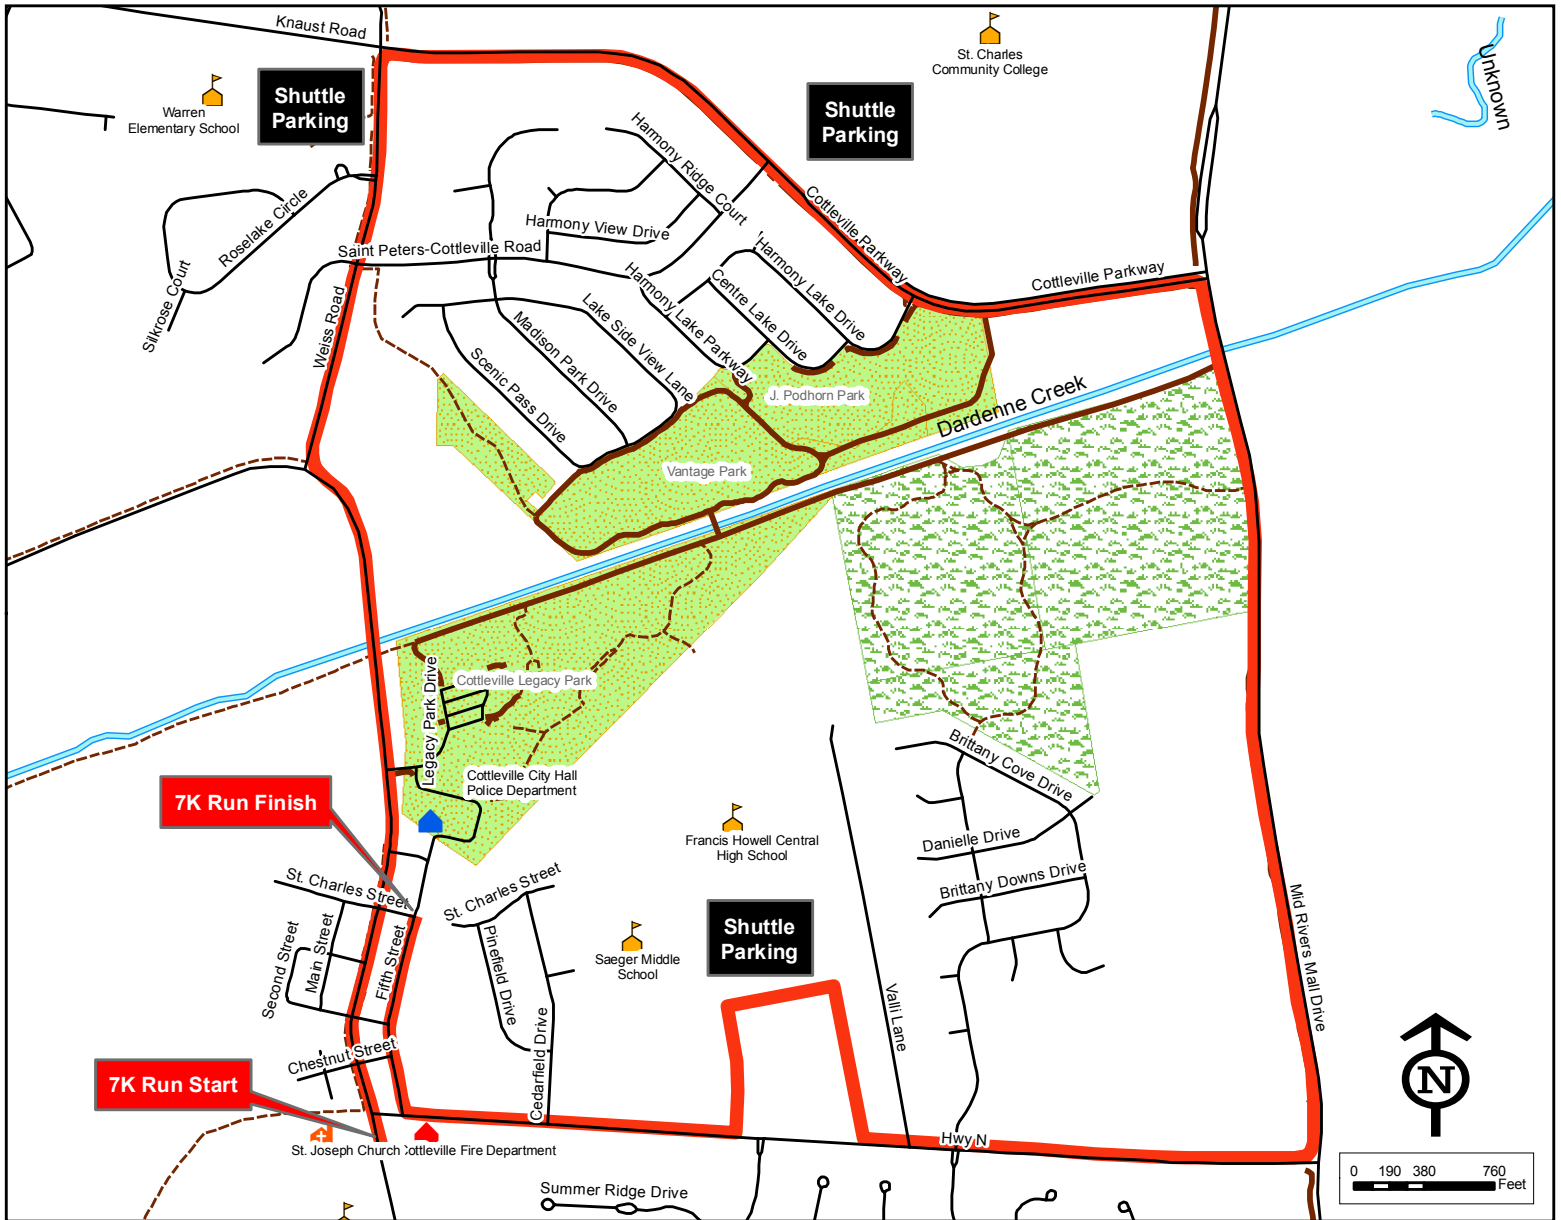 Knaust Road
St. Charles
Community College
Unknown
Warren
Elementary School
Shuttle
Parking
Shuttle
Parking
Harmony Ridge Court
Cottleville Parkway
Roselake Circle
Harmony View Drive
Saint Peters-Cottleville Road
Silkrose Court
Weiss Road
Harmony Lake Drive
Centre Lake Drive
Harmony Lake Parkway
Cottleville Parkway
Lake Side View Lane
Madison Park Drive
Scenic Pass Drive
J. Podhorn Park
Dardenne Creek
Vantage Park
Legacy Park Drive
Cottleville Legacy Park
Cottleville City Hall
Police Department
7K Run Finish
Brittany Cove Drive
Francis Howell Central
High School
Danielle Drive
Brittany Downs Drive
St. Charles Street
St. Charles Street
Second Street
Main Street
Fifth Street
Pinefield Drive
Saeger Middle
School
Shuttle
Parking
Mid Rivers Mall Drive
Valli Lane
Cedarfield Drive
Chestnut Street
7K Run Start
Hwy N
St. Joseph Church
ottleville Fire Department
Summer Ridge Drive
N
0 190 380 760
Feet